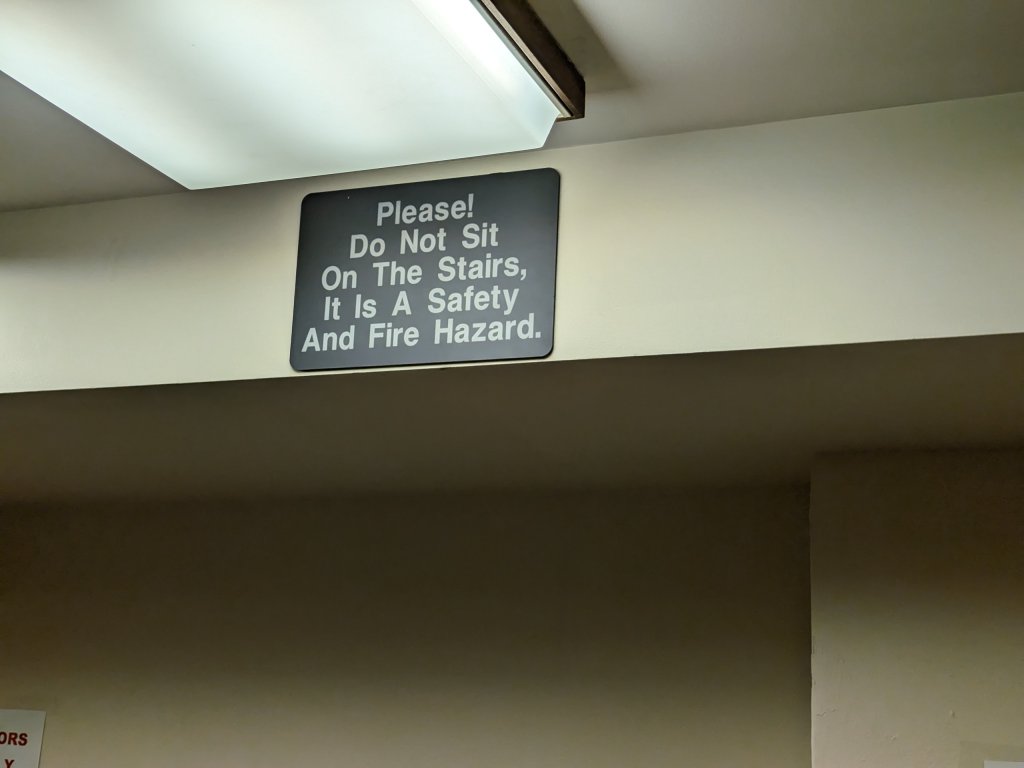 Please!
Do Not Sit
On The Stairs,
It Is A Safety
And Fire Hazard.